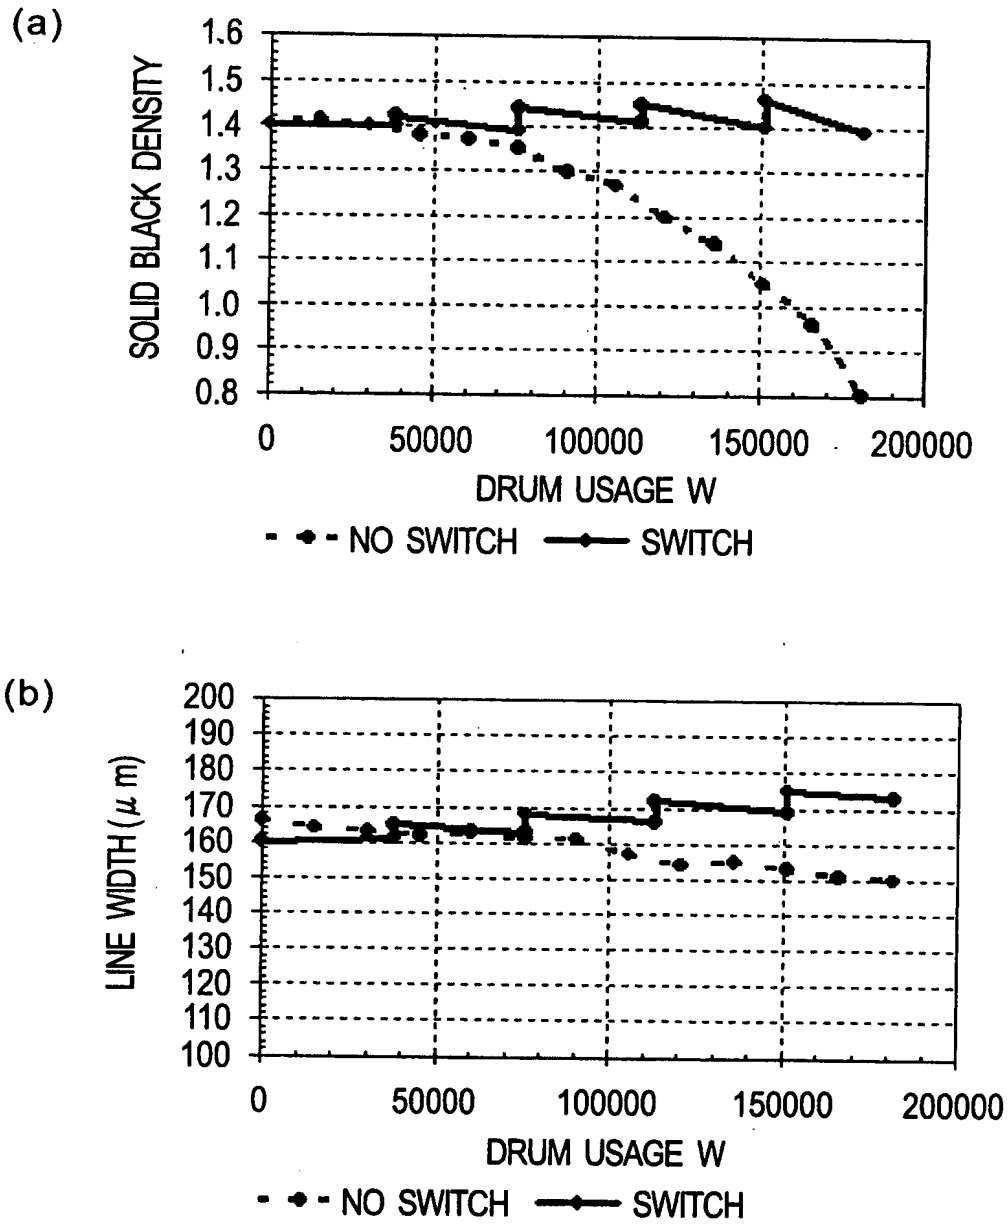 (a)
SOLID BLACK DENSITY
1.6
1.5
1.4
1.3
1.2
1.1
1.0
0.9
0.8
0 50000 100000 150000 200000
DRUM USAGE W
NO SWITCH SWITCH
(b)
LINE WIDTH (μ m)
200
190
180
170
160
150
140
130
120
110
100
0 50000 100000 150000 200000
DRUM USAGE W
NO SWITCH SWITCH